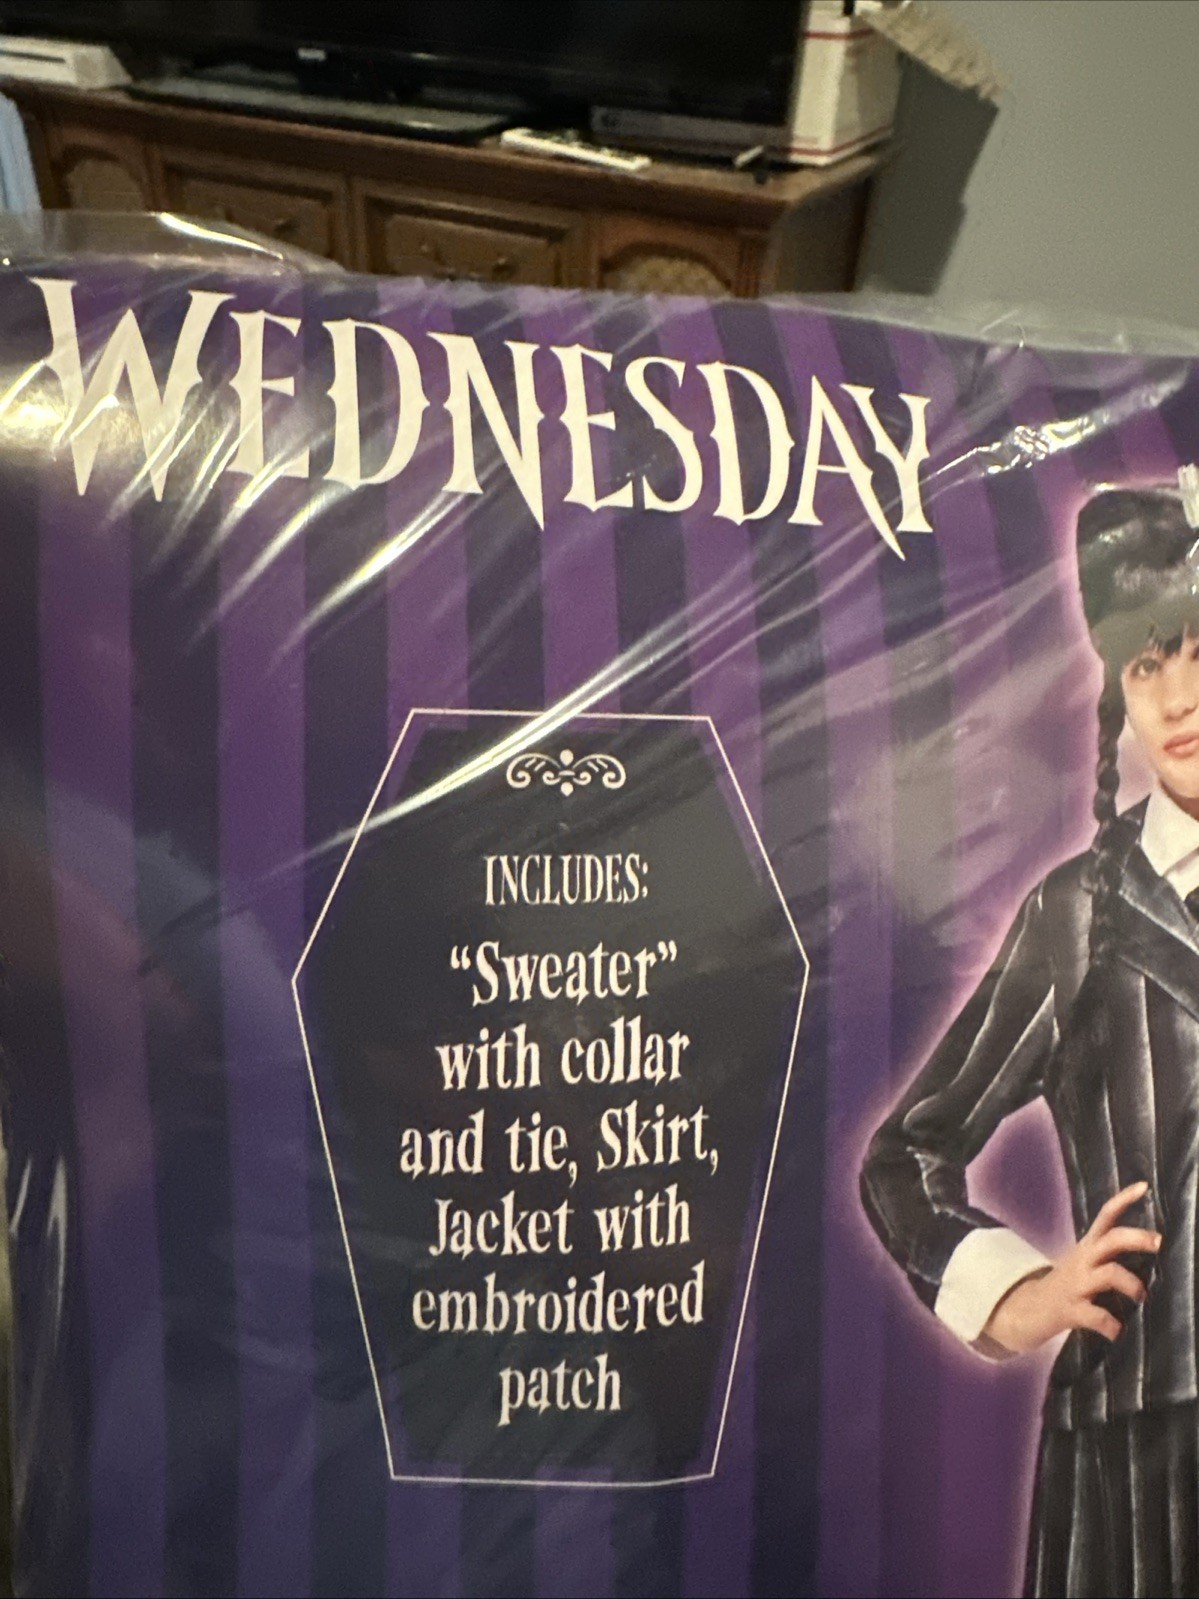 WEDNESDAY
INCLUDES:
“Sweater”
with collar
and tie, Skirt,
Jacket with
embroidered
patch